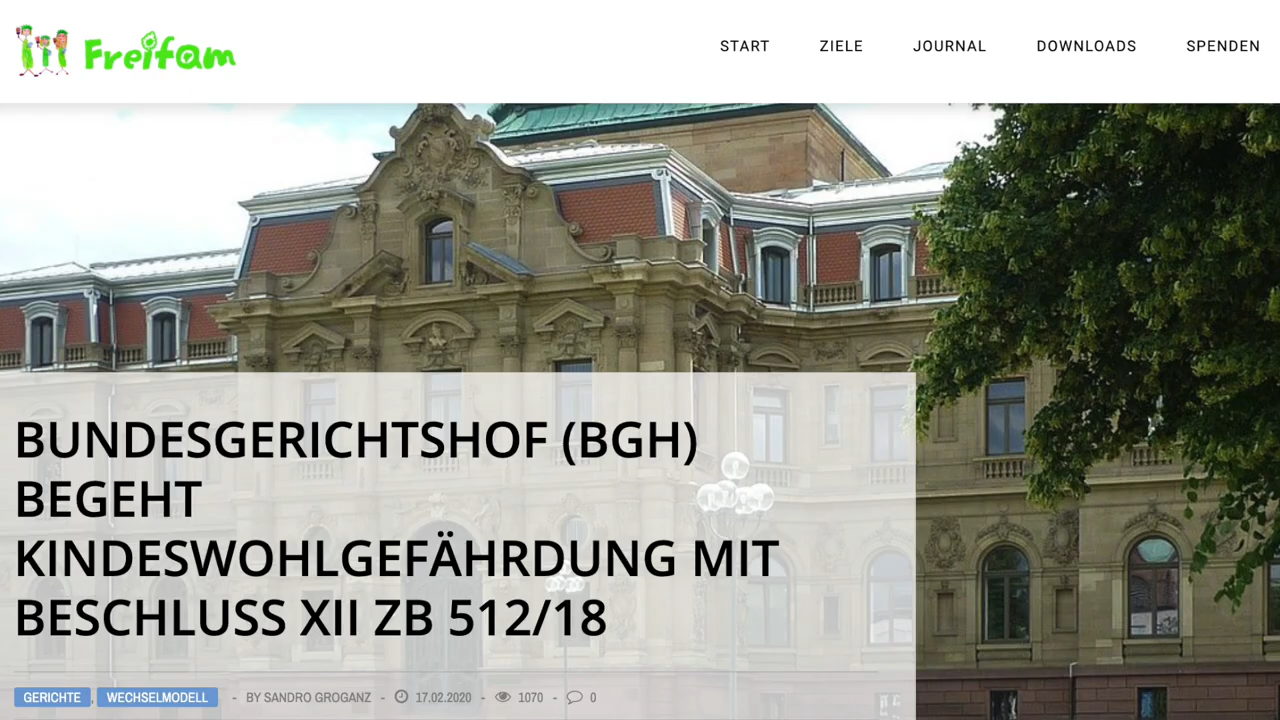 Freifam
START ZIELE JOURNAL DOWNLOADS SPENDEN
BUNDESGERICHTSHOF (BGH)
BEGEHT
KINDESWOHLGEFÄHRDUNG MIT
BESCHLUSS XII ZB 512/18
GERICHTE, WECHSELMODELL - BY SANDRO GROGANZ - 17.02.2020 - 1070 - 0